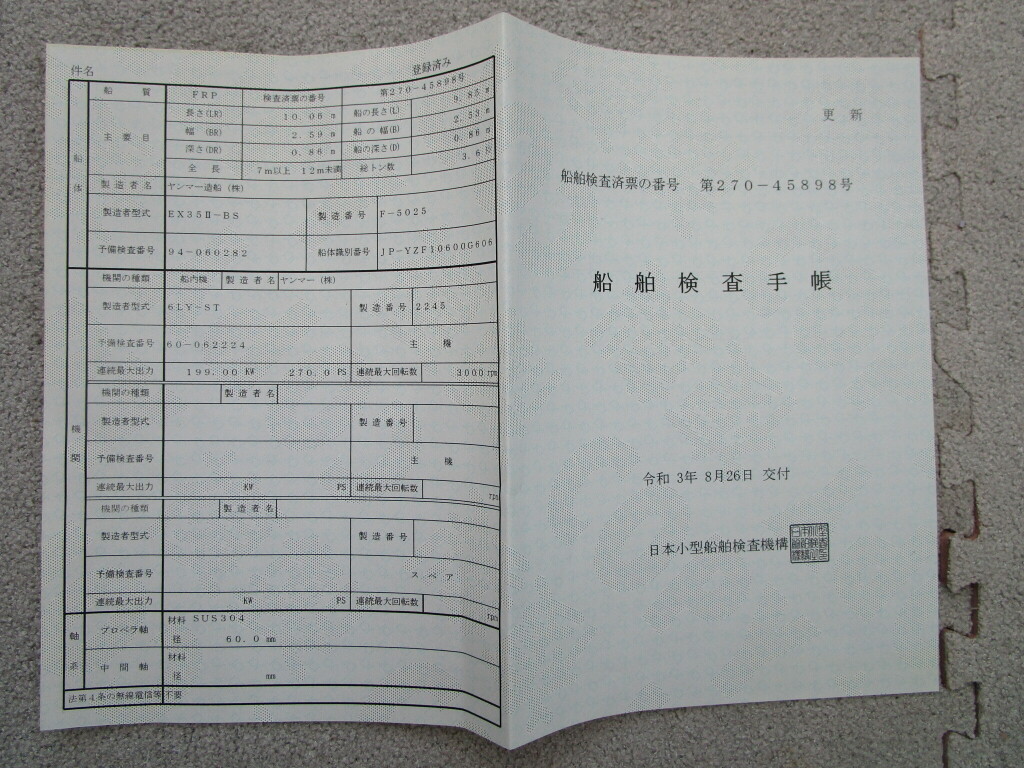 件名
登録済み
船体
船質 FRP 検査済票の番号 第270-45898号
主要目 長さ(LR) 10.06 m 船の長さ(L) 9.85 m
幅(BR) 2.59 m 船の幅(B) 2.53 m
深さ(DR) 0.86 m 船の深さ(D) 0.86 m
全長 7m以上 12m未満 総トン数 3.6
製造者名 ヤンマー造船(株)
製造者型式 EX35Ⅱ-BS 製造番号 F-5025
予備検査番号 94-060282 船体識別番号 JP-YZF10600G606
機関
機関の種類 船内機 製造者名 ヤンマー(株)
製造者型式 6LY-ST 製造番号 2245
予備検査番号 60-062224 主機
連続最大出力 199.00 KW 270.0 PS 連続最大回転数 3000 rpm
機関の種類 製造者名
製造者型式 製造番号
予備検査番号 主機
連続最大出力 KW PS 連続最大回転数 rpm
機関の種類 製造者名
製造者型式 製造番号
予備検査番号 スペア
連続最大出力 KW PS 連続最大回転数 rpm
軸系
プロペラ軸 材料 SUS304
径 60.0 mm
中間軸 材料
径 mm
法第4条の無線電信等 不要
更新
船舶検査済票の番号 第270-45898号
船舶検査手帳
令和 3年 8月26日 交付
日本小型船舶検査機構